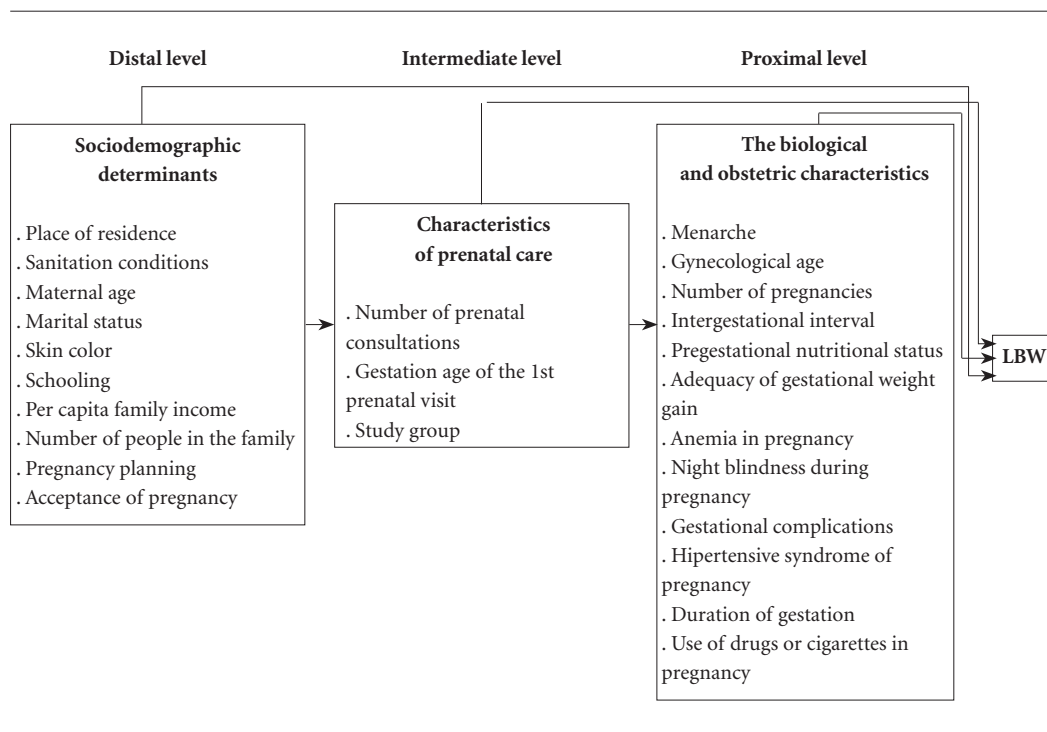 Distal level
Intermediate level
Proximal level
Sociodemographic
determinants
. Place of residence
. Sanitation conditions
. Maternal age
. Marital status
. Skin color
. Schooling
. Per capita family income
. Number of people in the family
. Pregnancy planning
. Acceptance of pregnancy
Characteristics
of prenatal care
. Number of prenatal
consultations
. Gestation age of the 1st
prenatal visit
. Study group
The biological
and obstetric characteristics
. Menarche
. Gynecological age
. Number of pregnancies
. Intergestational interval
. Pregestational nutritional status
. Adequacy of gestational weight
gain
. Anemia in pregnancy
. Night blindness during
pregnancy
. Gestational complications
. Hipertensive syndrome of
pregnancy
. Duration of gestation
. Use of drugs or cigarettes in
pregnancy
LBW